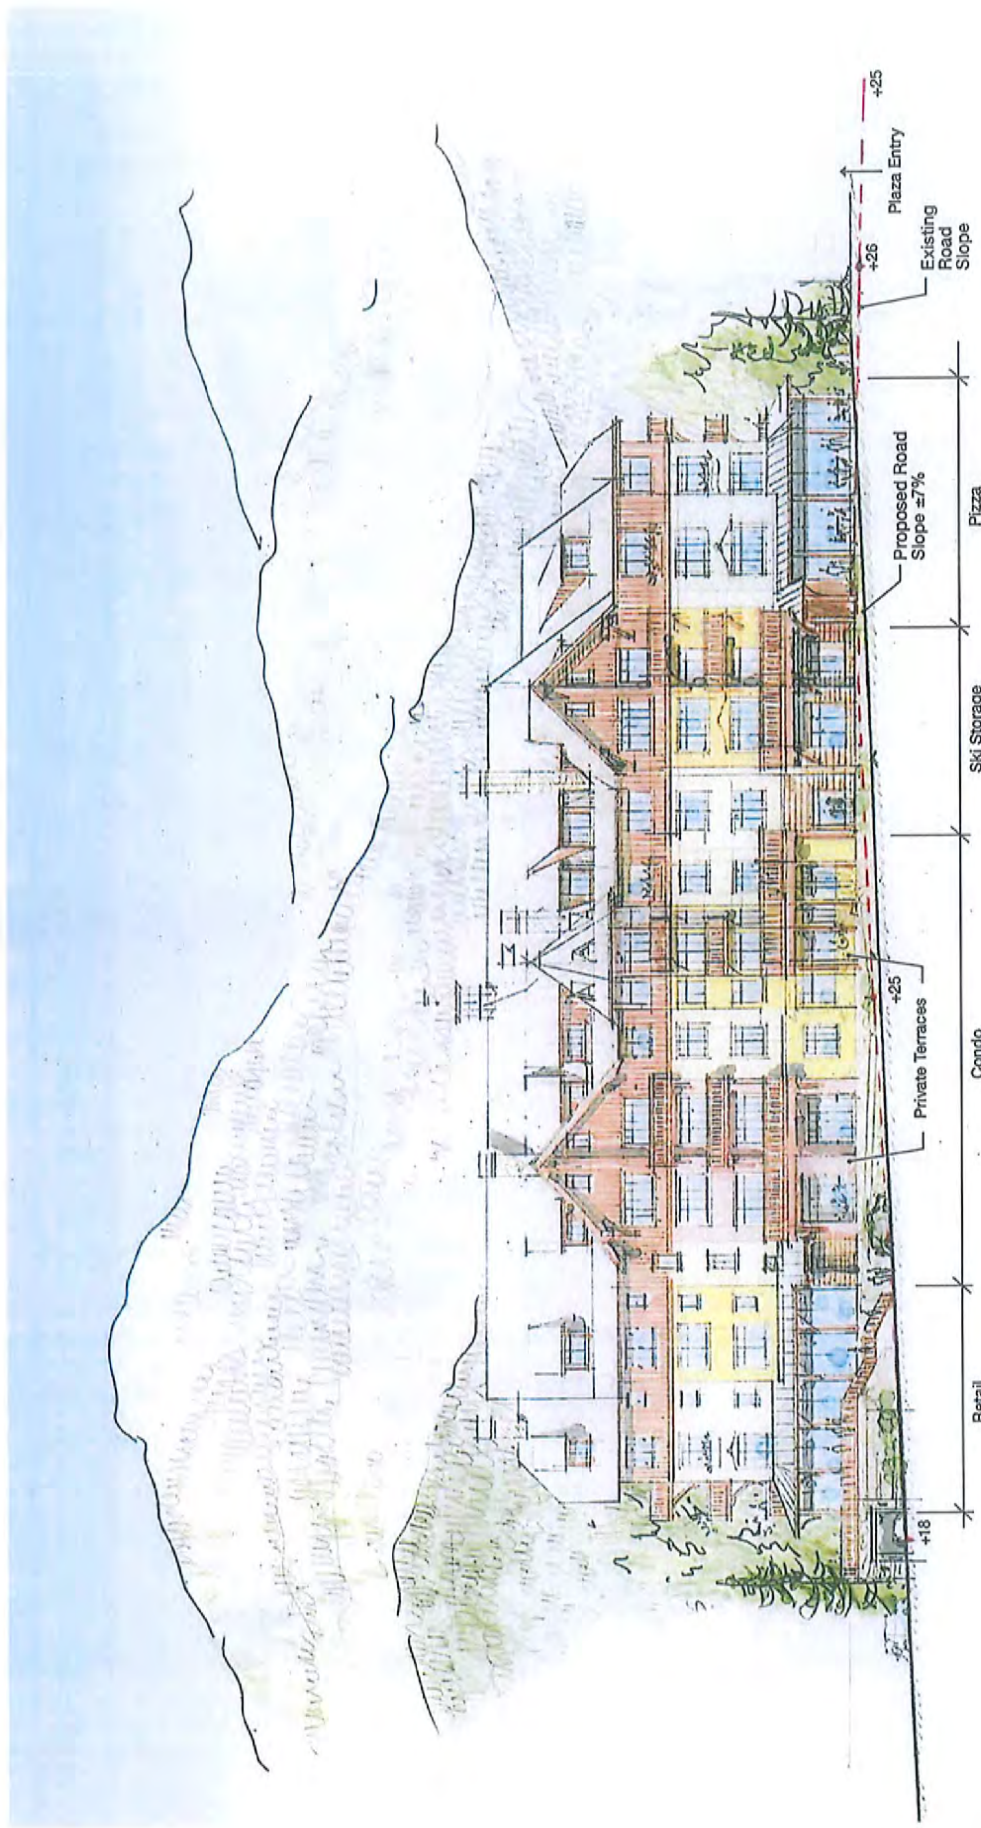 +18
+25
+26
+25
Plaza Entry
Existing
Road
Slope
Proposed Road
Slope ±7%
Private Terraces
Retail
Condo
Ski Storage
Pizza